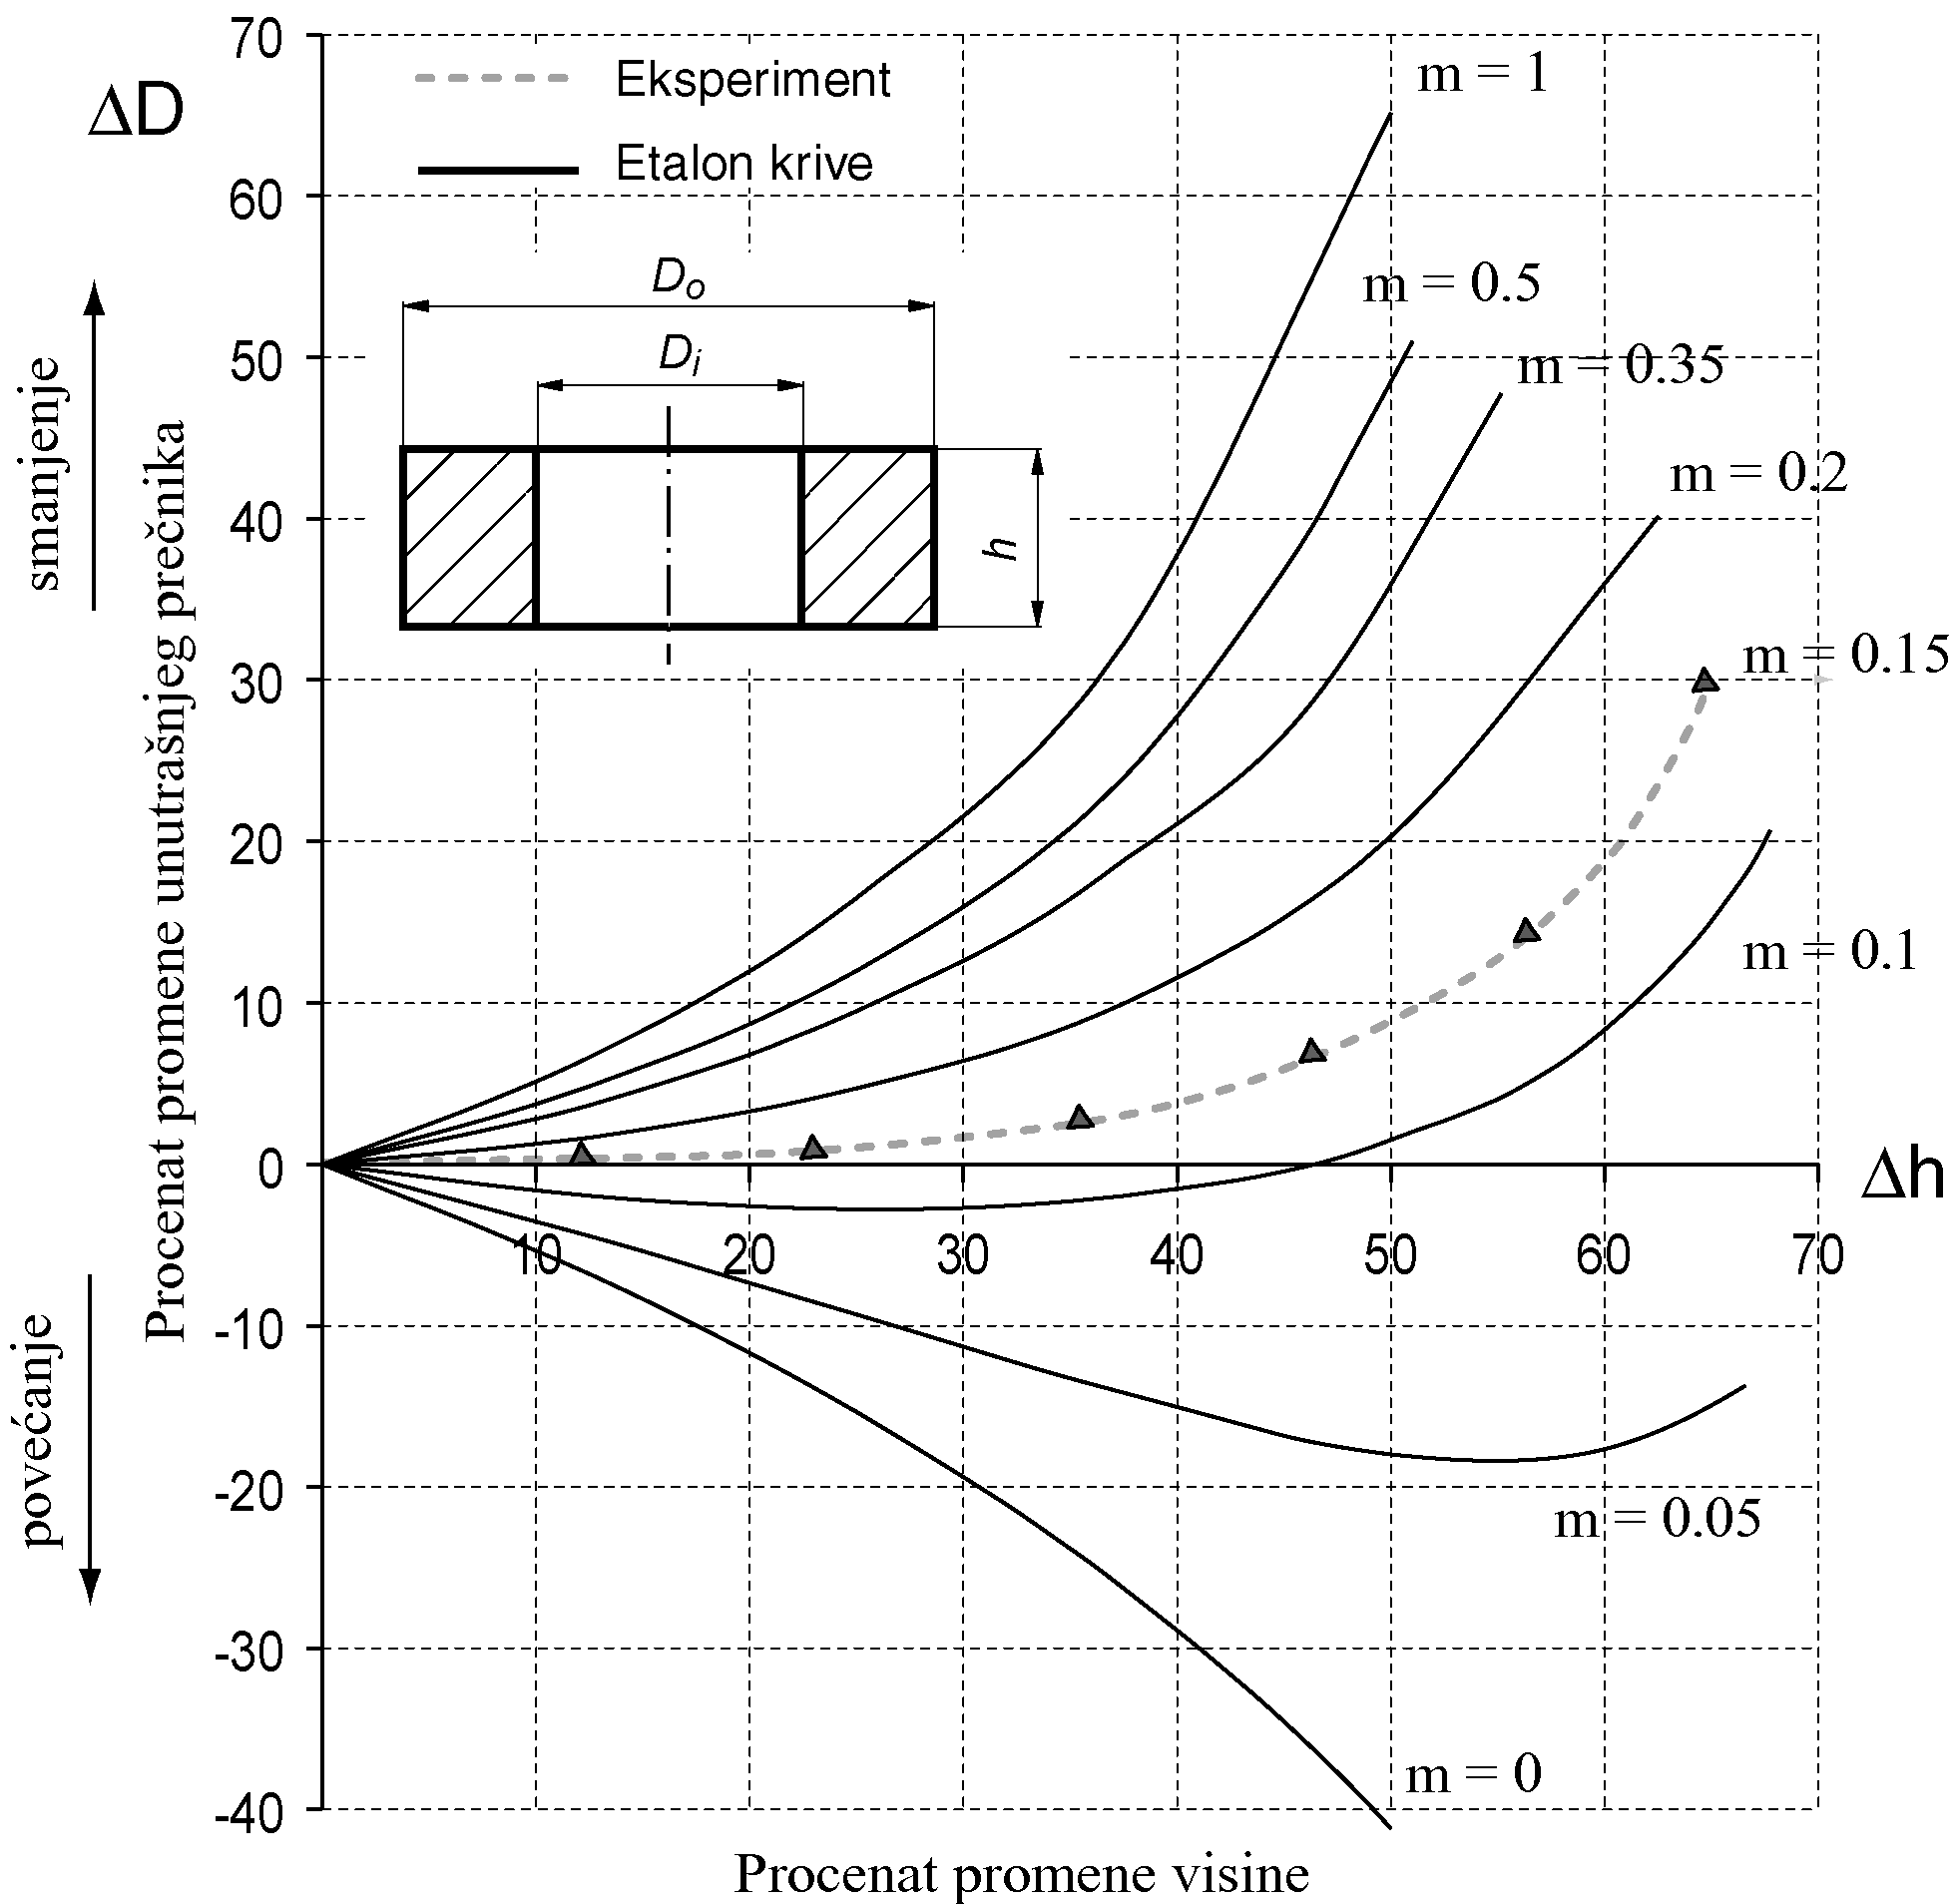 70
60
50
40
30
20
10
0
-10
-20
-30
-40
ΔD
smanjenje
povećanje
Procenat promene unutrašnjeg prečnika
Eksperiment
Etalon krive
Do
Di
h
m = 1
m = 0.5
m = 0.35
m = 0.2
m = 0.15
m = 0.1
m = 0.05
m = 0
Δh
10 20 30 40 50 60 70
Procenat promene visine